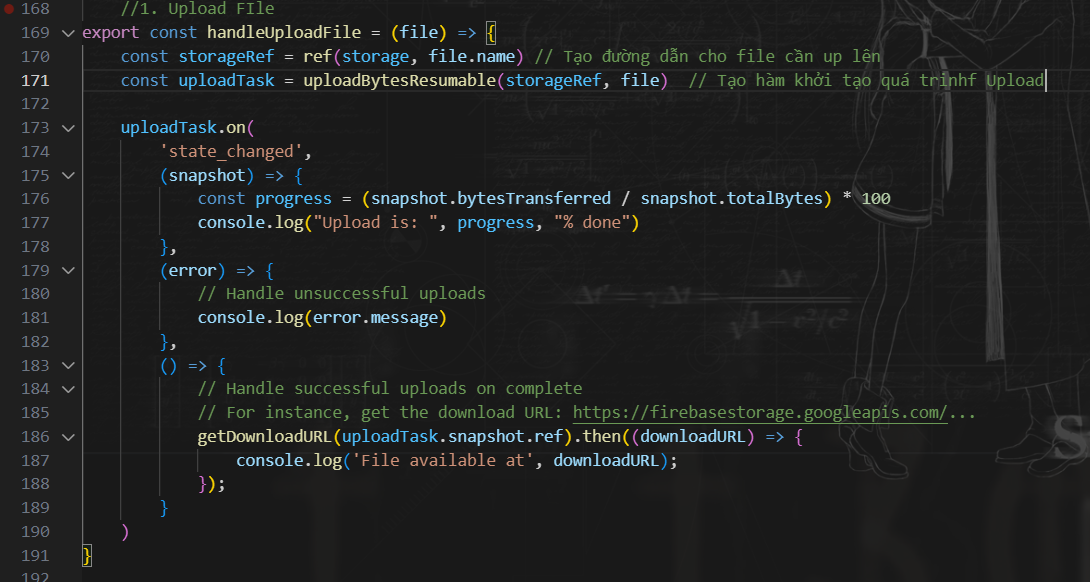 168 //1. Upload FIle
169 export const handleUploadFile = (file) => {
170 const storageRef = ref(storage, file.name) // Tạo đường dẫn cho file cần up lên
171 const uploadTask = uploadBytesResumable(storageRef, file) // Tạo hàm khởi tạo quá trìnhf Upload
172
173 uploadTask.on(
174 'state_changed',
175 (snapshot) => {
176 const progress = (snapshot.bytesTransferred / snapshot.totalBytes) * 100
177 console.log("Upload is: ", progress, "% done")
178 },
179 (error) => {
180 // Handle unsuccessful uploads
181 console.log(error.message)
182 },
183 () => {
184 // Handle successful uploads on complete
185 // For instance, get the download URL: https://firebasestorage.googleapis.com/...
186 getDownloadURL(uploadTask.snapshot.ref).then((downloadURL) => {
187 console.log('File available at', downloadURL);
188 });
189 }
190 )
191 }
192